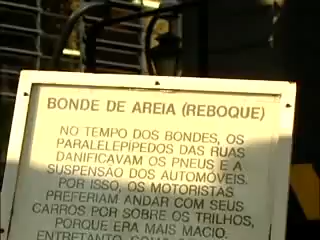 BONDE DE AREIA (REBOQUE)
NO TEMPO DOS BONDES, OS
PARALELEPÍPEDOS DAS RUAS
DANIFICAVAM OS PNEUS E A
SUSPENSÃO DOS AUTOMÓVEIS.
POR ISSO, OS MOTORISTAS
PREFERIAM ANDAR COM SEUS
CARROS POR SOBRE OS TRILHOS,
PORQUE ERA MAIS MACIO.
ENTRETANTO, COMO